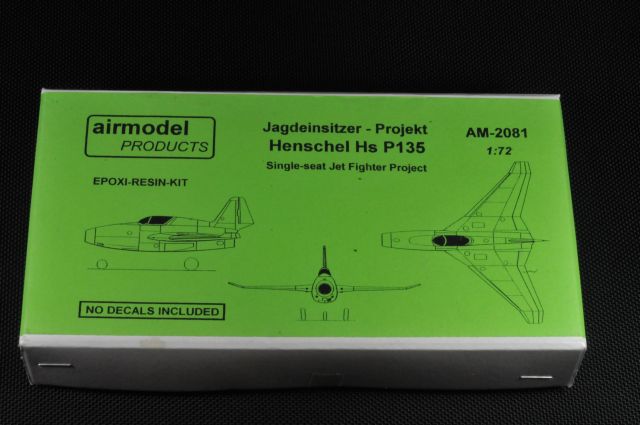 airmodel
PRODUCTS
Jagdeinsitzer - Projekt
Henschel Hs P135
Single-seat Jet Fighter Project
AM-2081
1:72
EPOXI-RESIN-KIT
NO DECALS INCLUDED